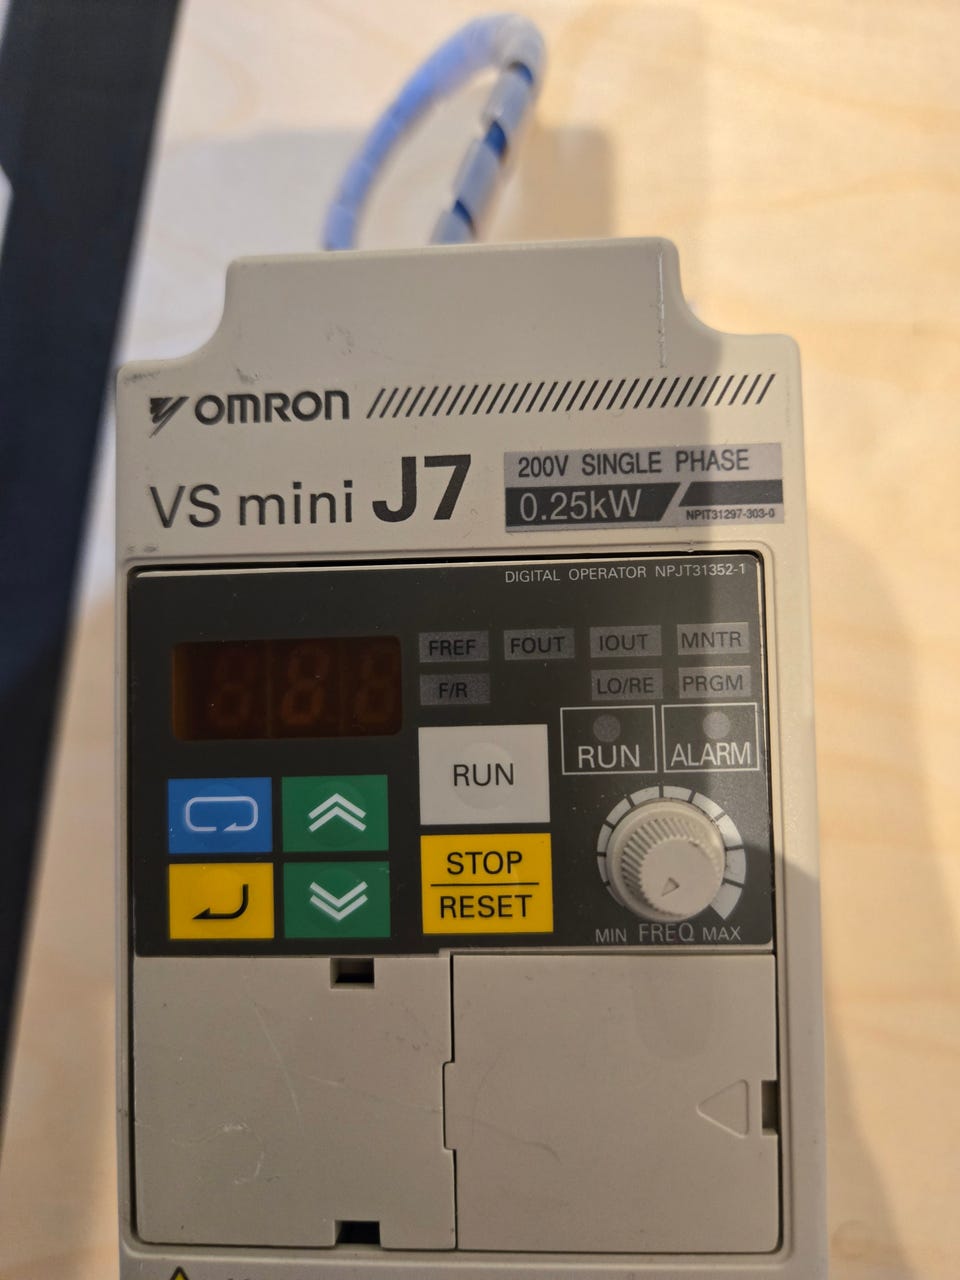 OMRON
VS mini J7
200V SINGLE PHASE
0.25kW
NPIT31297-303-0
DIGITAL OPERATOR NPJT31352-1
FREF FOUT IOUT MNTR
F/R LO/RE PRGM
RUN ALARM
RUN
STOP
RESET
MIN FREQ MAX